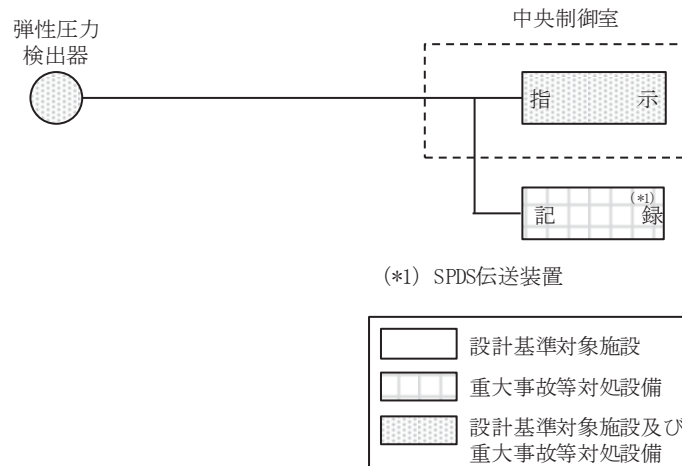 中央制御室
弾性圧力
検出器
指 示
(*1)
記 録
(*1) SPDS伝送装置
設計基準対象施設
重大事故等対処設備
設計基準対象施設及び
重大事故等対処設備